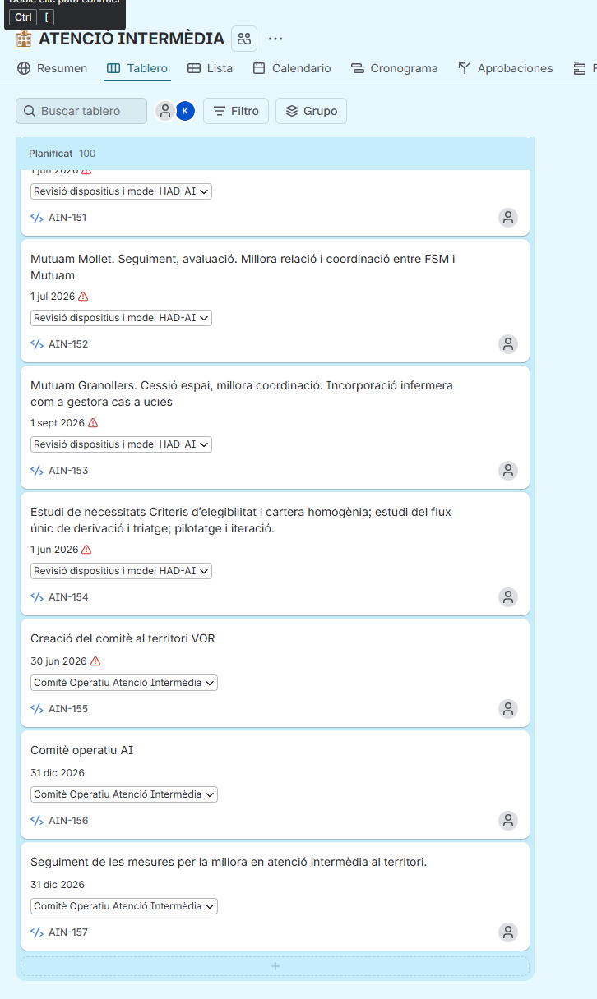 Doble clic para contraer
Ctrl [
ATENCIÓ INTERMÈDIA
Resumen
Tablero
Lista
Calendario
Cronograma
Aprobaciones
Buscar tablero
K
Filtro
Grupo
Planificat 100
1 jun 2026
Revisió dispositius i model HAD-AI
AIN-151
Mutuam Mollet. Seguiment, avaluació. Millora relació i coordinació entre FSM i
Mutuam
1 jul 2026
Revisió dispositius i model HAD-AI
AIN-152
Mutuam Granollers. Cessió espai, millora coordinació. Incorporació infermera
com a gestora cas a ucies
1 sept 2026
Revisió dispositius i model HAD-AI
AIN-153
Estudi de necessitats Criteris d'elegibilitat i cartera homogènia; estudi del flux
únic de derivació i triatge; pilotatge i iteració.
1 jun 2026
Revisió dispositius i model HAD-AI
AIN-154
Creació del comitè al territori VOR
30 jun 2026
Comitè Operatiu Atenció Intermèdia
AIN-155
Comitè operatiu AI
31 dic 2026
Comitè Operatiu Atenció Intermèdia
AIN-156
Seguiment de les mesures per la millora en atenció intermèdia al territori.
31 dic 2026
Comitè Operatiu Atenció Intermèdia
AIN-157
+